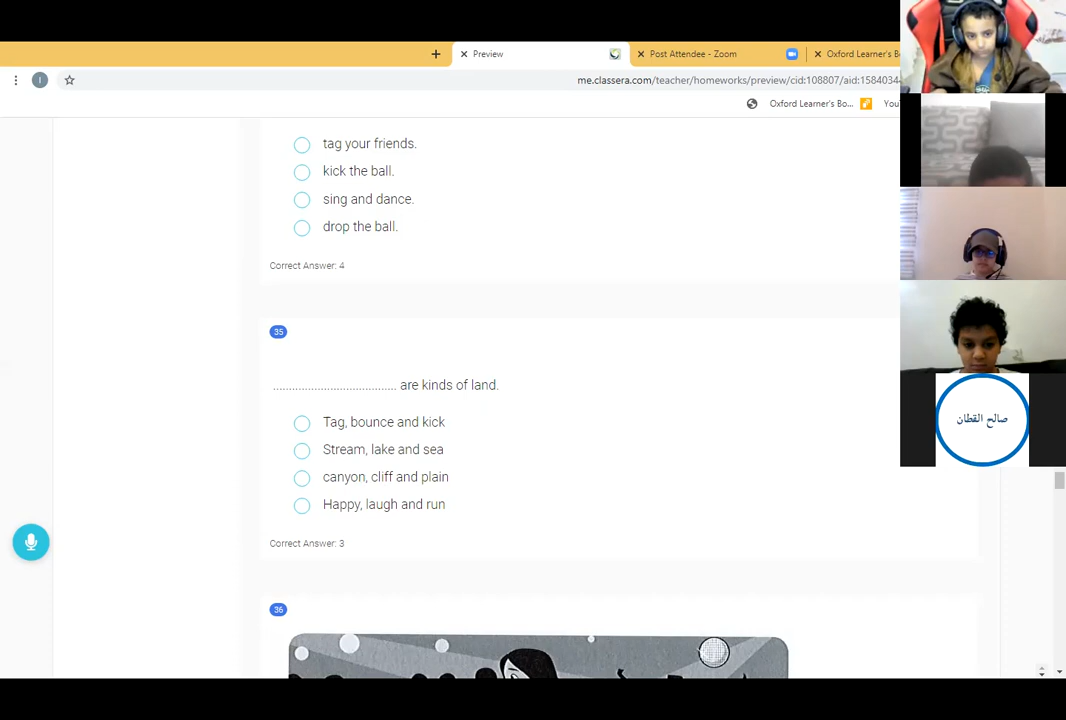 Preview
Post Attendee - Zoom
Oxford Learner's Bo
me.classera.com/teacher/homeworks/preview/cid:108807/aid:1584034
Oxford Learner's Bo...
You
tag your friends.
kick the ball.
sing and dance.
drop the ball.
Correct Answer: 4
35
....................................... are kinds of land.
Tag, bounce and kick
Stream, lake and sea
canyon, cliff and plain
Happy, laugh and run
Correct Answer: 3
36
صالح القطان